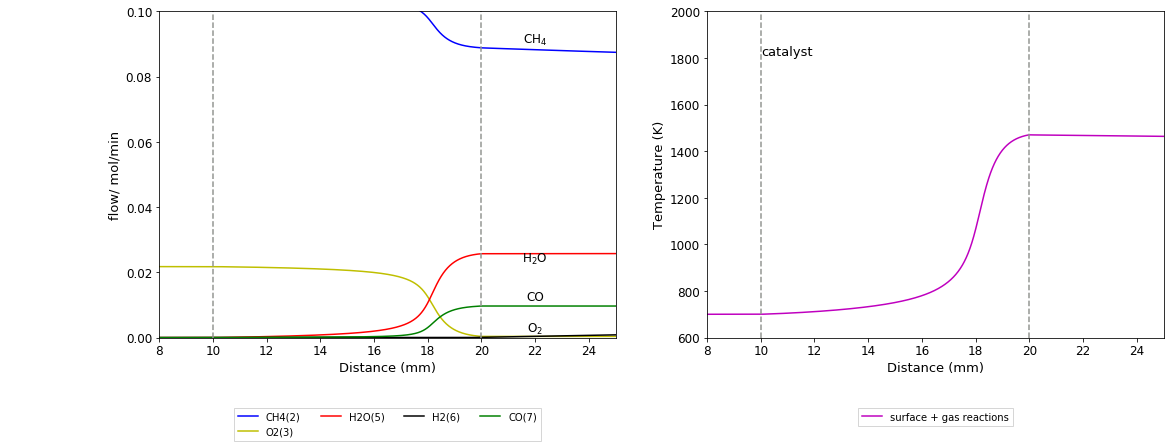 0.10
0.08
0.06
0.04
0.02
0.00
flow/ mol/min
CH₄
H₂O
CO
O₂
8 10 12 14 16 18 20 22 24
Distance (mm)
CH4(2) H2O(5) H2(6) CO(7)
O2(3)
2000
1800
1600
1400
1200
1000
800
600
Temperature (K)
catalyst
8 10 12 14 16 18 20 22 24
Distance (mm)
surface + gas reactions